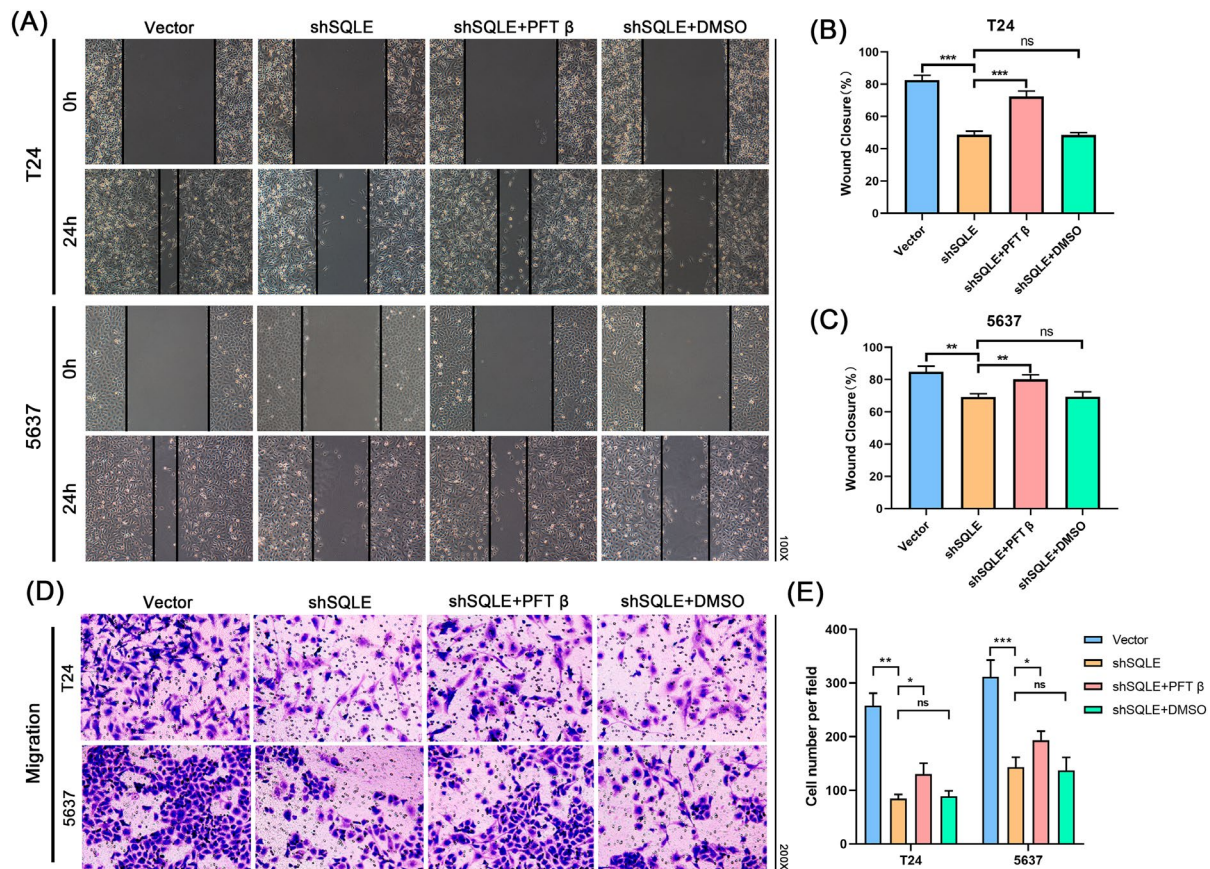 (A)
Vector shSQLE shSQLE+PFT β shSQLE+DMSO
T24
0h
24h
5637
0h
24h
100X
(B)
T24
Wound Closure(%)
100
80
60
40
20
0
*** *** ns
Vector shSQLE shSQLE+PFT β shSQLE+DMSO
(C)
5637
Wound Closure(%)
100
80
60
40
20
0
** ** ns
Vector shSQLE shSQLE+PFT β shSQLE+DMSO
(D)
Vector shSQLE shSQLE+PFT β shSQLE+DMSO
Migration
T24
5637
200X
(E)
Cell number per field
400
300
200
100
0
** * ns
*** * ns
T24 5637
Vector
shSQLE
shSQLE+PFT β
shSQLE+DMSO